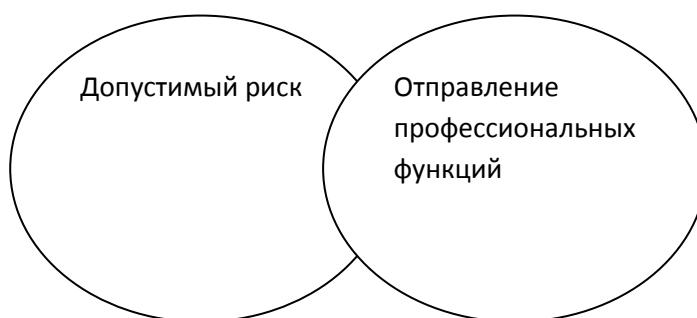 Допустимый риск
Отправление
профессиональных
функций